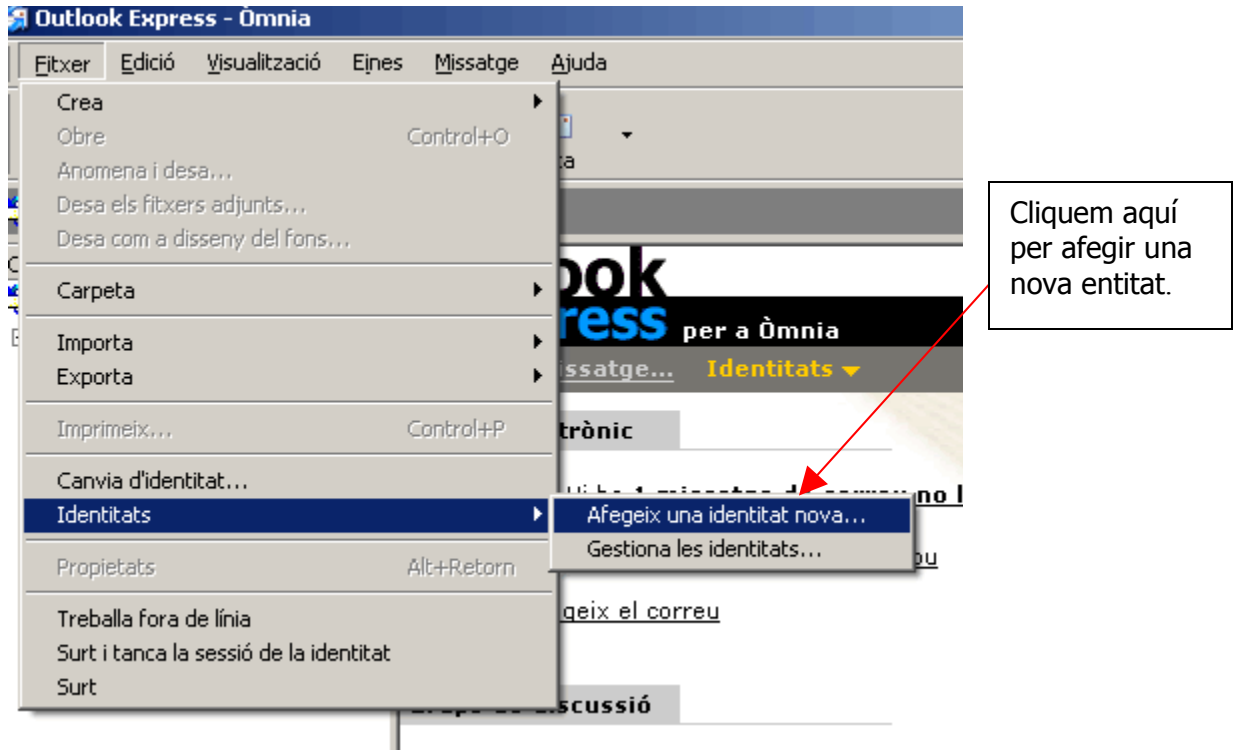 Outlook Express - Òmnia
Fitxer Edició Visualització Eines Missatge Ajuda
Crea
Obre Control+O
Anomena i desa...
Desa els fitxers adjunts...
Desa com a disseny del fons...
Carpeta
Importa
Exporta
Imprimeix... Control+P
Canvia d'identitat...
Identitats
Propietats Alt+Retorn
Treballa fora de línia
Surt i tanca la sessió de la identitat
Surt
Afegeix una identitat nova...
Gestiona les identitats...
ook
ress per a Òmnia
issatge... Identitats
trònic
geix el correu
scussió
Cliquem aquí
per afegir una
nova entitat.